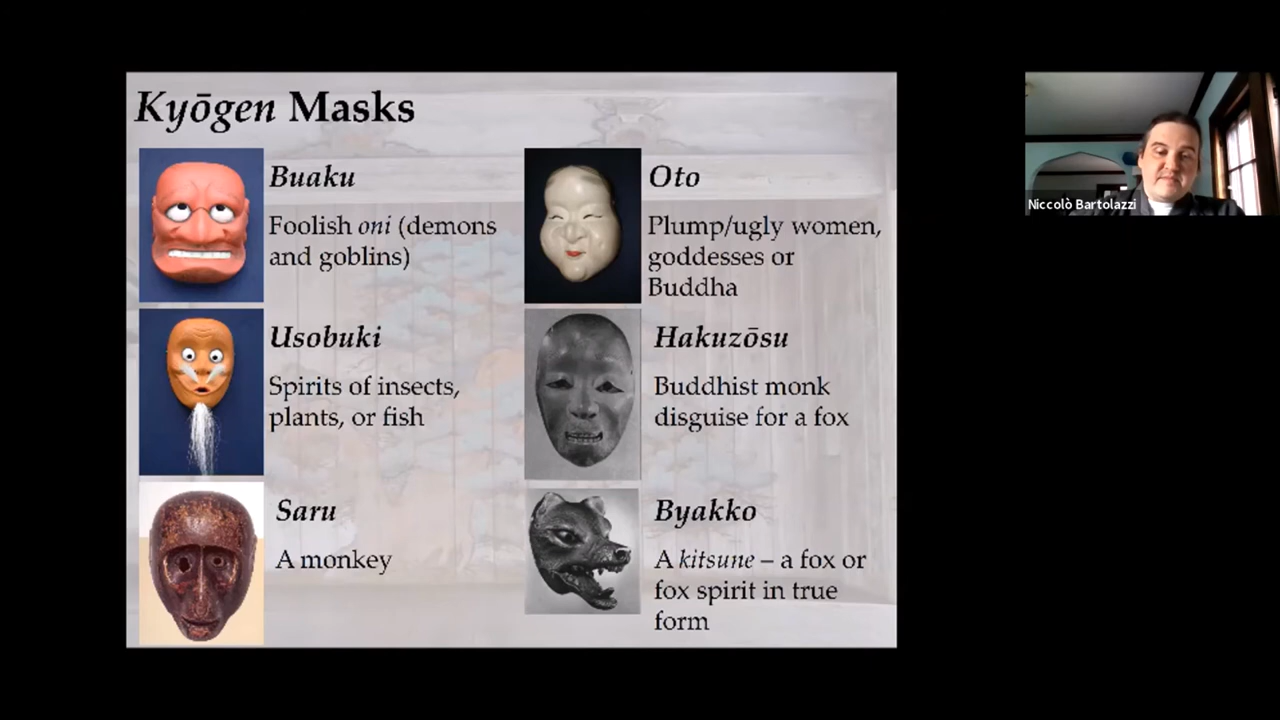 Kyōgen Masks
Buaku
Foolish oni (demons
and goblins)
Usobuki
Spirits of insects,
plants, or fish
Saru
A monkey
Oto
Plump/ugly women,
goddesses or
Buddha
Hakuzōsu
Buddhist monk
disguise for a fox
Byakko
A kitsune – a fox or
fox spirit in true
form
Niccolò Bartolazzi